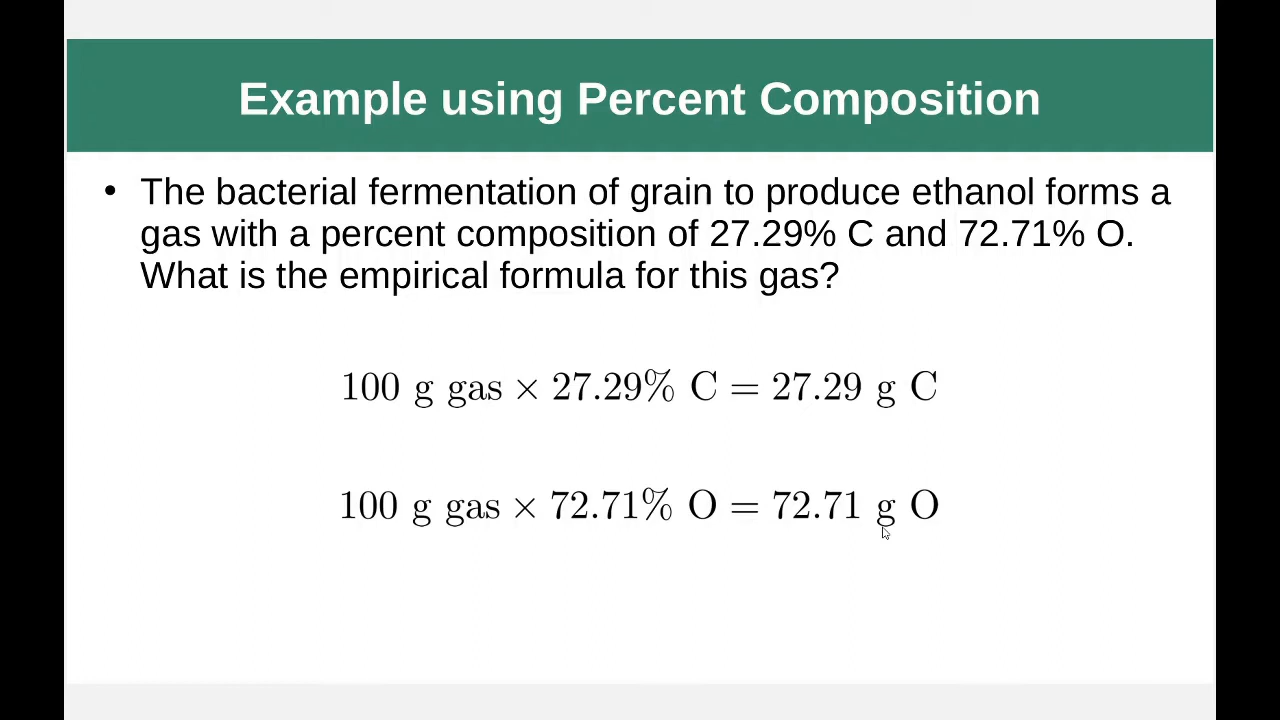 Example using Percent Composition
• The bacterial fermentation of grain to produce ethanol forms a
gas with a percent composition of 27.29% C and 72.71% O.
What is the empirical formula for this gas?
100 g gas × 27.29% C = 27.29 g C
100 g gas × 72.71% O = 72.71 g O